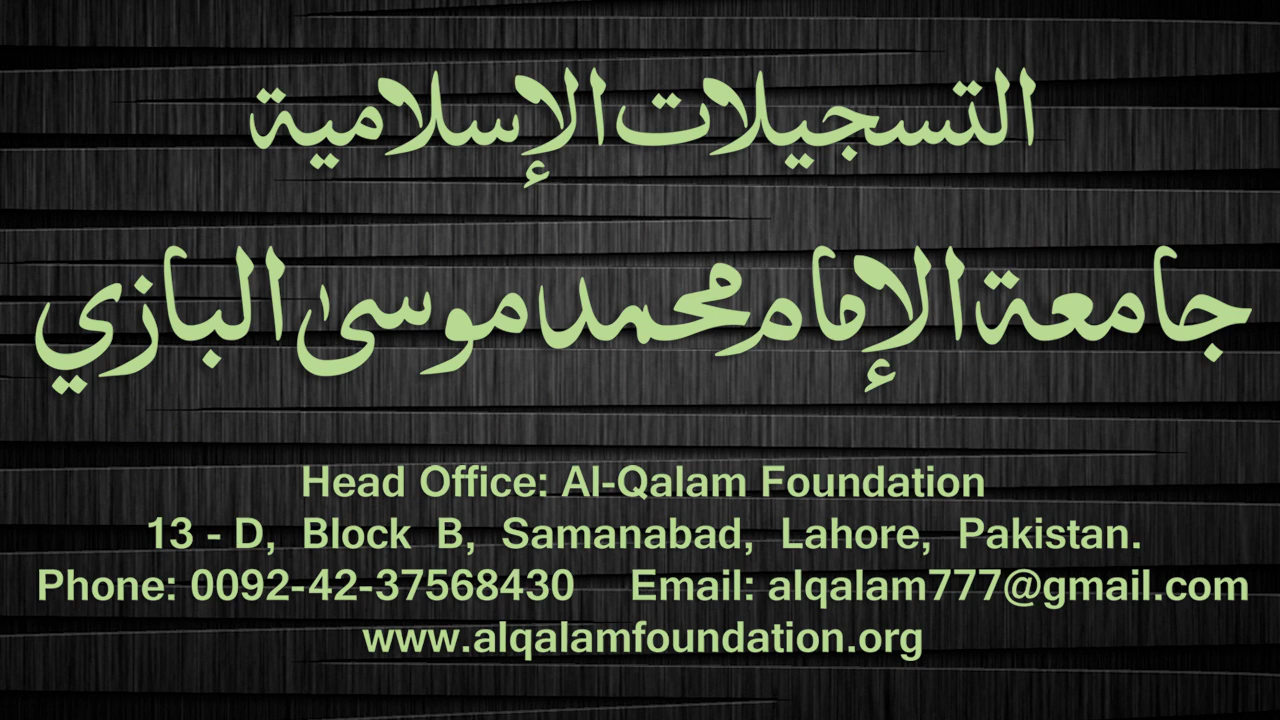 التسجيلات الإسلامية
جامعة الإمام محمد موسىٰ البازي
Head Office: Al-Qalam Foundation
13 - D, Block B, Samanabad, Lahore, Pakistan.
Phone: 0092-42-37568430 Email: alqalam777@gmail.com
www.alqalamfoundation.org